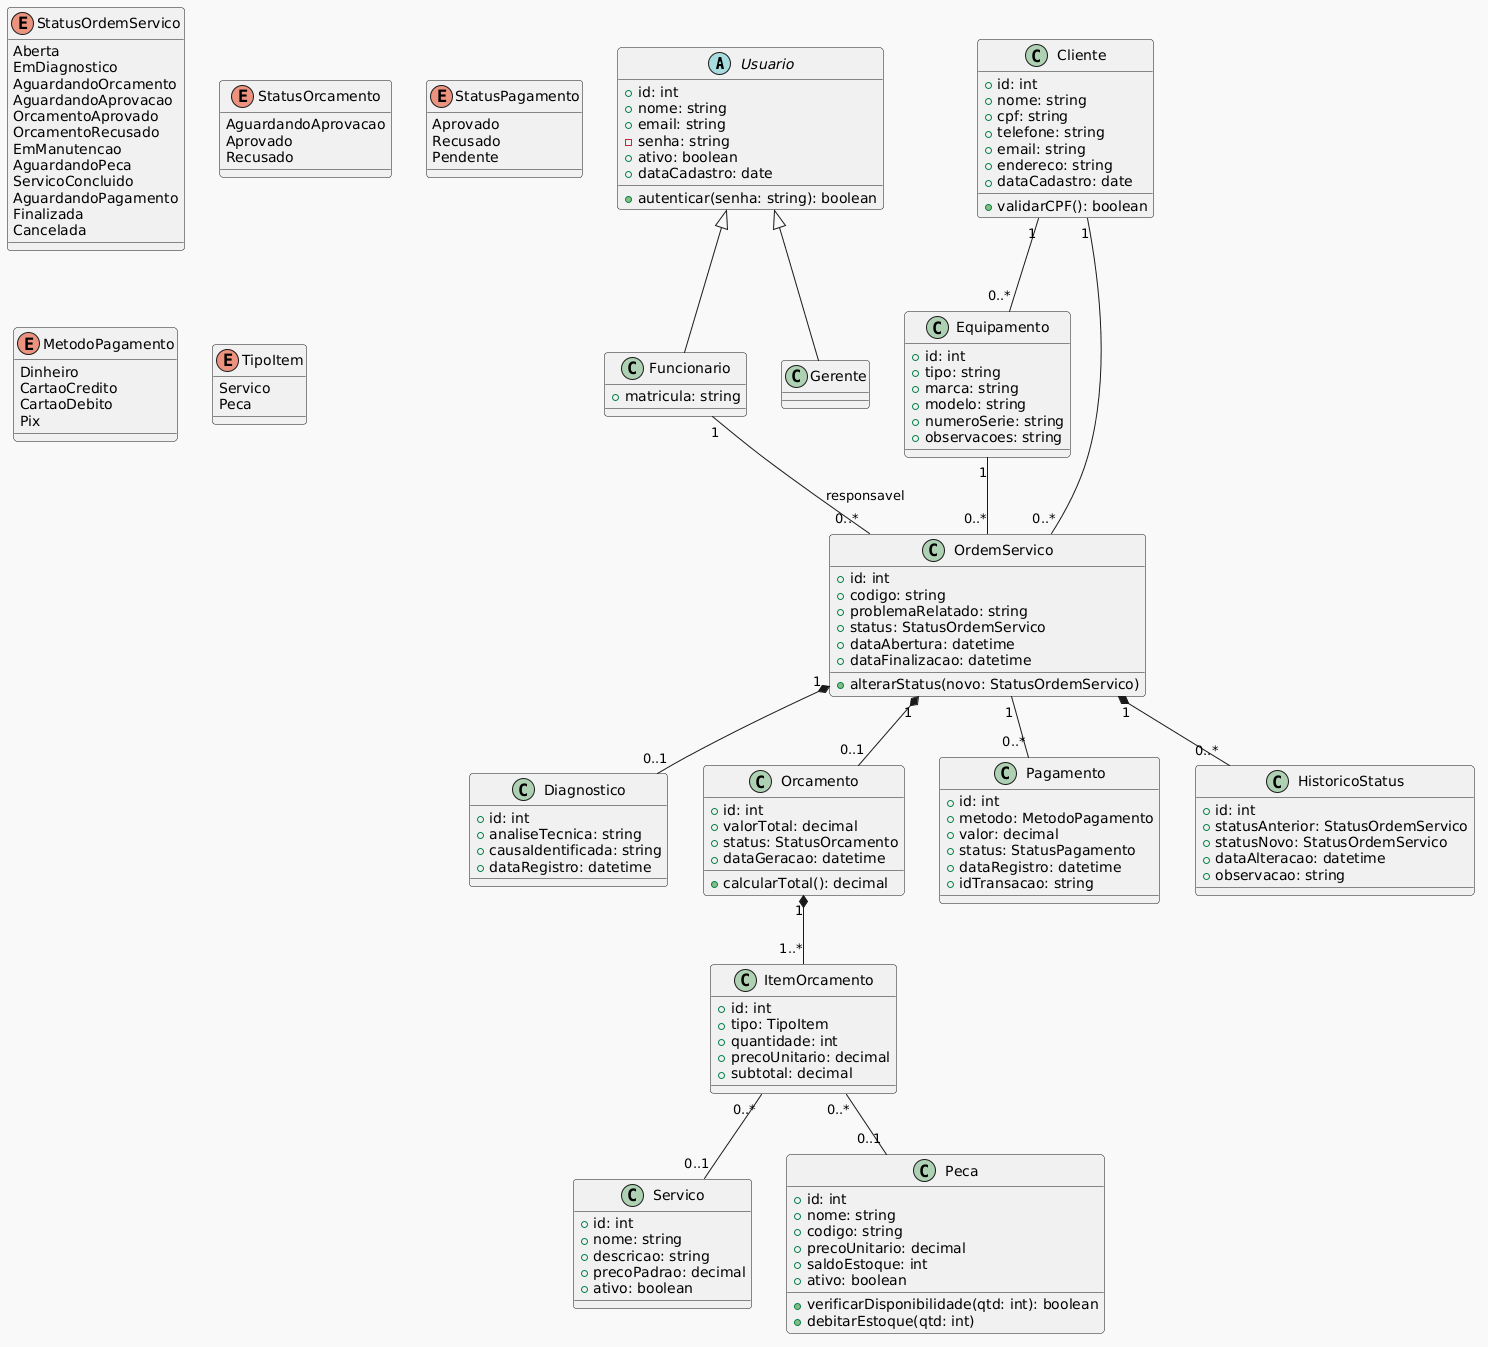 E StatusOrdemServico
Aberta
EmDiagnostico
AguardandoOrcamento
AguardandoAprovacao
OrcamentoAprovado
OrcamentoRecusado
EmManutencao
AguardandoPeca
ServicoConcluido
AguardandoPagamento
Finalizada
Cancelada
E StatusOrcamento
AguardandoAprovacao
Aprovado
Recusado
E StatusPagamento
Aprovado
Recusado
Pendente
A Usuario
id: int
nome: string
email: string
senha: string
ativo: boolean
dataCadastro: date
autenticar(senha: string): boolean
C Cliente
id: int
nome: string
cpf: string
telefone: string
email: string
endereco: string
dataCadastro: date
validarCPF(): boolean
1
1
0..*
E MetodoPagamento
Dinheiro
CartaoCredito
CartaoDebito
Pix
E TipoItem
Servico
Peca
C Funcionario
matricula: string
C Gerente
C Equipamento
id: int
tipo: string
marca: string
modelo: string
numeroSerie: string
observacoes: string
1
1
responsavel
0..*
0..*
0..*
C OrdemServico
id: int
codigo: string
problemaRelatado: string
status: StatusOrdemServico
dataAbertura: datetime
dataFinalizacao: datetime
alterarStatus(novo: StatusOrdemServico)
1
1
1
1
0..1
0..1
0..*
0..*
C Diagnostico
id: int
analiseTecnica: string
causaIdentificada: string
dataRegistro: datetime
C Orcamento
id: int
valorTotal: decimal
status: StatusOrcamento
dataGeracao: datetime
calcularTotal(): decimal
C Pagamento
id: int
metodo: MetodoPagamento
valor: decimal
status: StatusPagamento
dataRegistro: datetime
idTransacao: string
C HistoricoStatus
id: int
statusAnterior: StatusOrdemServico
statusNovo: StatusOrdemServico
dataAlteracao: datetime
observacao: string
1
1..*
C ItemOrcamento
id: int
tipo: TipoItem
quantidade: int
precoUnitario: decimal
subtotal: decimal
0..*
0..*
0..1
0..1
C Servico
id: int
nome: string
descricao: string
precoPadrao: decimal
ativo: boolean
C Peca
id: int
nome: string
codigo: string
precoUnitario: decimal
saldoEstoque: int
ativo: boolean
verificarDisponibilidade(qtd: int): boolean
debitarEstoque(qtd: int)